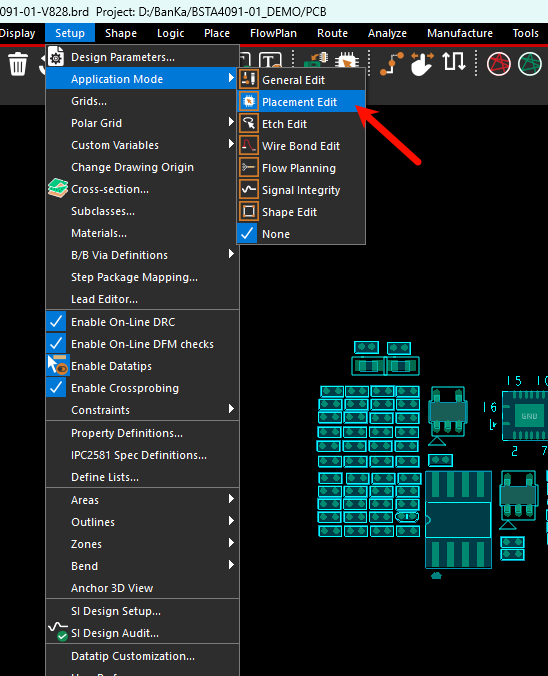 091-01-V828.brd Project: D:/BanKa/BSTA4091-01_DEMO/PCB
Display Setup Shape Logic Place FlowPlan Route Analyze Manufacture Tools
Design Parameters...
Application Mode
Grids...
Polar Grid
Custom Variables
Change Drawing Origin
Cross-section...
Subclasses...
Materials...
B/B Via Definitions
Step Package Mapping...
Lead Editor...
Enable On-Line DRC
Enable On-Line DFM checks
Enable Datatips
Enable Crossprobing
Constraints
Property Definitions...
IPC2581 Spec Definitions...
Define Lists...
Areas
Outlines
Zones
Bend
Anchor 3D View
SI Design Setup...
SI Design Audit...
Datatip Customization...
General Edit
Placement Edit
Etch Edit
Wire Bond Edit
Flow Planning
Signal Integrity
Shape Edit
None
15 10
16
GND
2 7